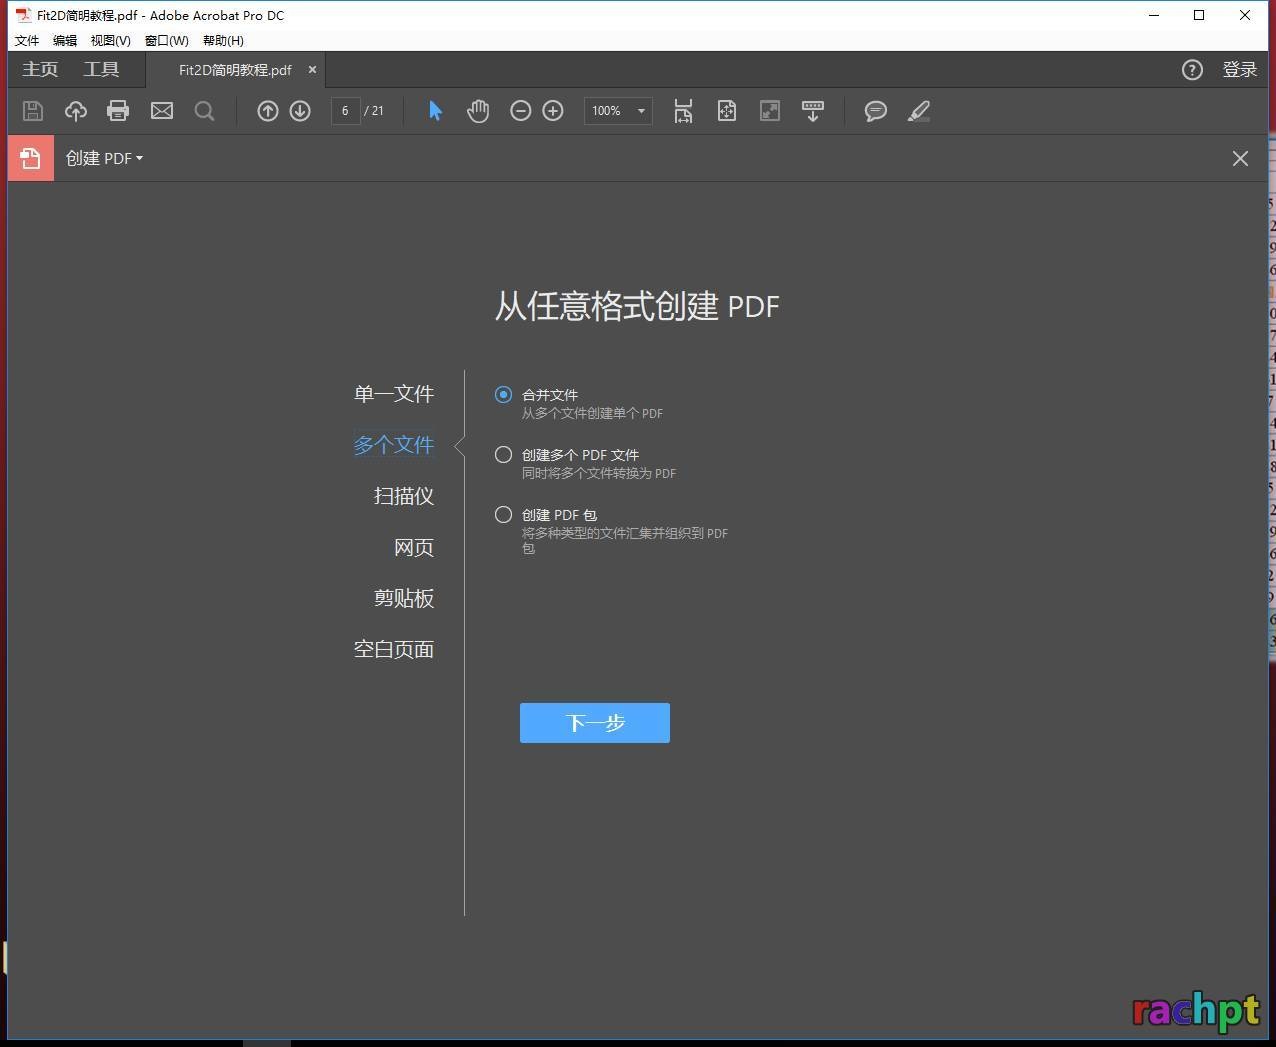 Fit2D简明教程.pdf - Adobe Acrobat Pro DC
文件 编辑 视图(V) 窗口(W) 帮助(H)
主页 工具 Fit2D简明教程.pdf × ? 登录
6 / 21 100%
创建 PDF
从任意格式创建 PDF
单一文件
多个文件
扫描仪
网页
剪贴板
空白页面
合并文件
从多个文件创建单个 PDF
创建多个 PDF 文件
同时将多个文件转换为 PDF
创建 PDF 包
将多种类型的文件汇集并组织到 PDF
包
下一步
rachpt